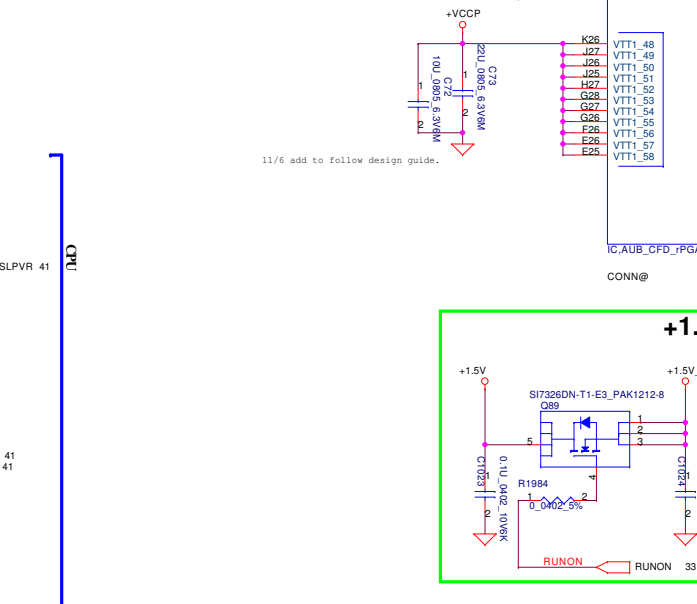 +VCCP
K26 VTT1_48
J27 VTT1_49
J26 VTT1_50
J25 VTT1_51
H27 VTT1_52
G28 VTT1_53
G27 VTT1_54
G26 VTT1_55
F26 VTT1_56
E26 VTT1_57
E25 VTT1_58
1
2
C72
10U_0805_6.3V6M
1
2
C73
22U_0805_6.3V6M
11/6 add to follow design guide.
IC,AUB_CFD_rPGA
CONN@
CPU
SLPVR 41
41
41
+1.
+1.5V
+1.5V_
SI7326DN-T1-E3_PAK1212-8
Q89
5
1
2
3
4
C1023
1
2
0.1U_0402_10V6K
R1984
1
2
0_0402_5%
C1024
1
2
RUNON
RUNON 33